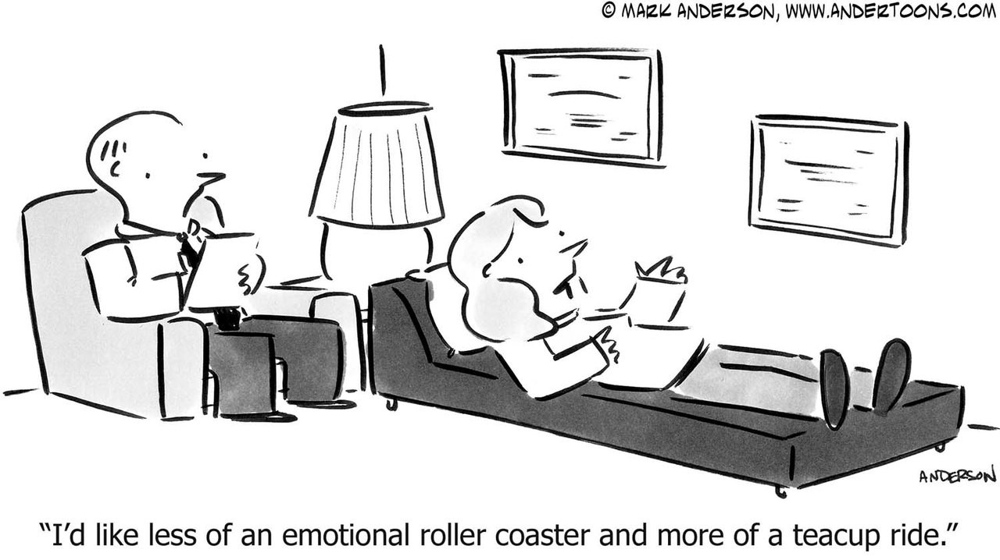 © MARK ANDERSON, WWW.ANDERTOONS.COM
ANDERSON
“I’d like less of an emotional roller coaster and more of a teacup ride.”